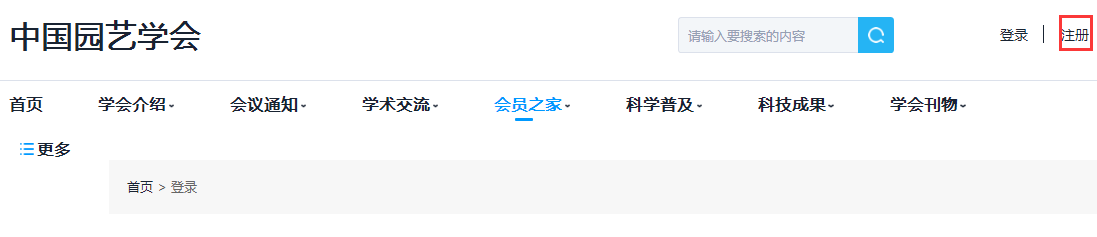 中国园艺学会
请输入要搜索的内容
登录 | 注册
首页 学会介绍 会议通知 学术交流 会员之家 科学普及 科技成果 学会刊物
更多
首页 > 登录